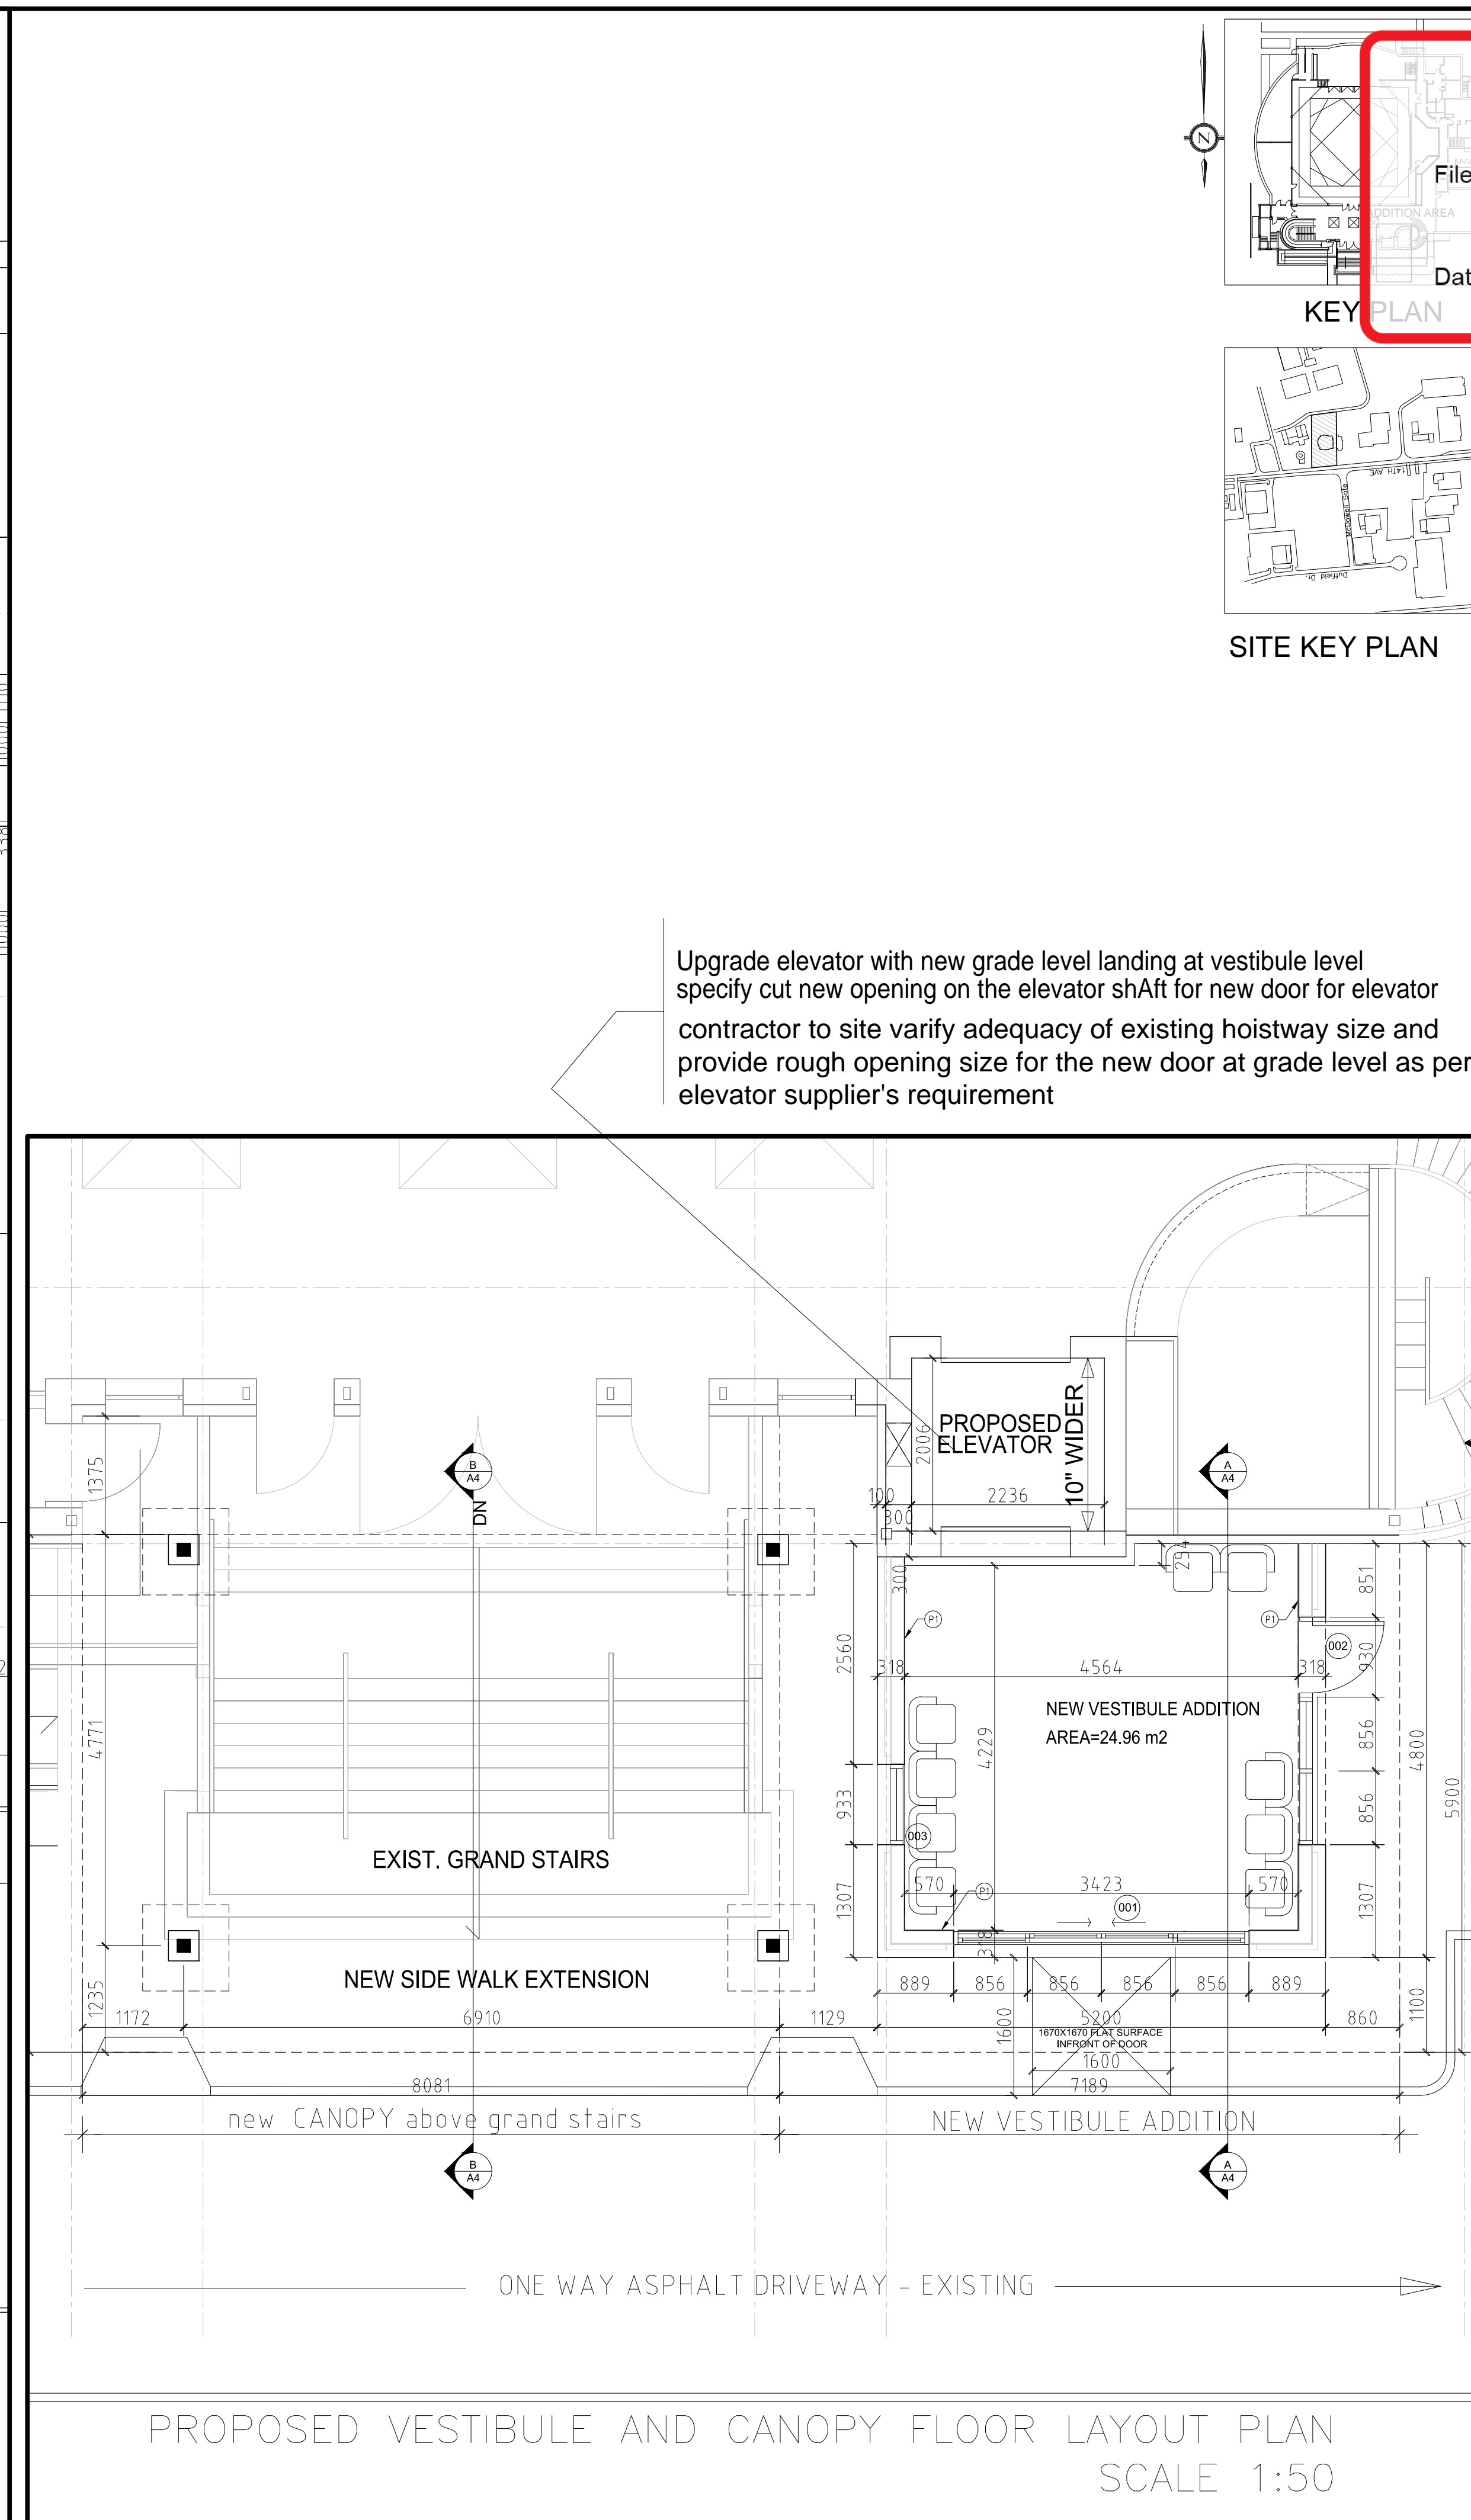 N
File
ADDITION AREA
Dat
KEY PLAN
14TH AVE
McDowell Gate
Duffield Dr.
SITE KEY PLAN
Upgrade elevator with new grade level landing at vestibule level
specify cut new opening on the elevator shAft for new door for elevator
contractor to site varify adequacy of existing hoistway size and
provide rough opening size for the new door at grade level as per
elevator supplier's requirement
PROPOSED
ELEVATOR
10" WIDER
2006
2236
100
300
B
A4
A
A4
DN
1375
4771
1235
300
294
P1
P1
851
002
930
2560
318
4564
318
NEW VESTIBULE ADDITION
AREA=24.96 m2
4229
856
4800
5900
933
856
003
EXIST. GRAND STAIRS
1307
570
P1
3423
570
1307
001
318
NEW SIDE WALK EXTENSION
889
856
856
856
856
889
1172
6910
1129
1600
5200
860
1100
1670X1670 FLAT SURFACE
INFRONT OF DOOR
1600
8081
7189
new CANOPY above grand stairs
NEW VESTIBULE ADDITION
B
A4
A
A4
ONE WAY ASPHALT DRIVEWAY - EXISTING
PROPOSED VESTIBULE AND CANOPY FLOOR LAYOUT PLAN
SCALE 1:50